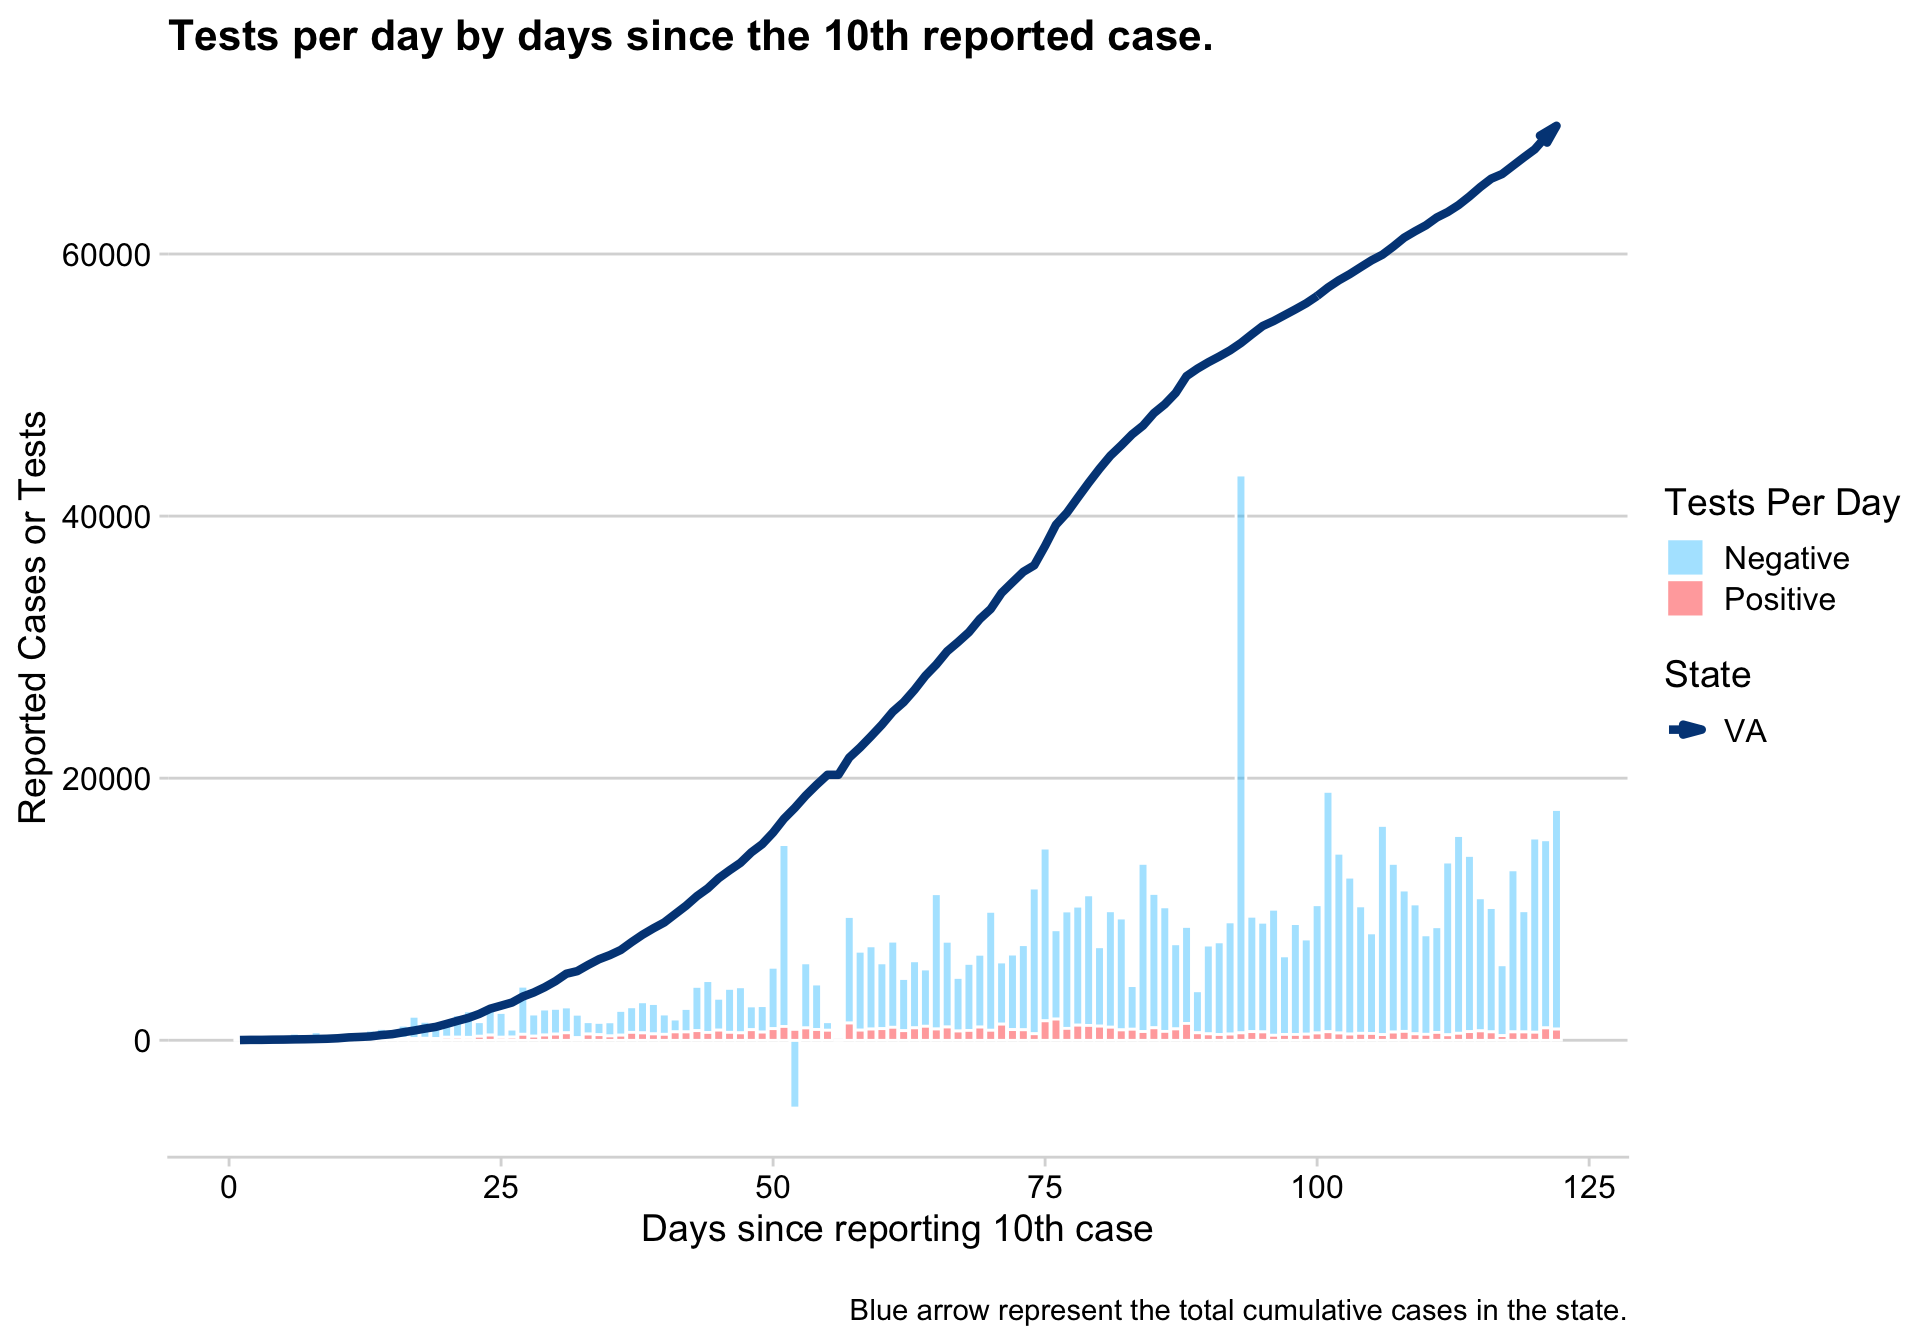 Tests per day by days since the 10th reported case.
Reported Cases or Tests
60000
40000
20000
0
0 25 50 75 100 125
Days since reporting 10th case
Tests Per Day
Negative
Positive
State
VA
Blue arrow represent the total cumulative cases in the state.